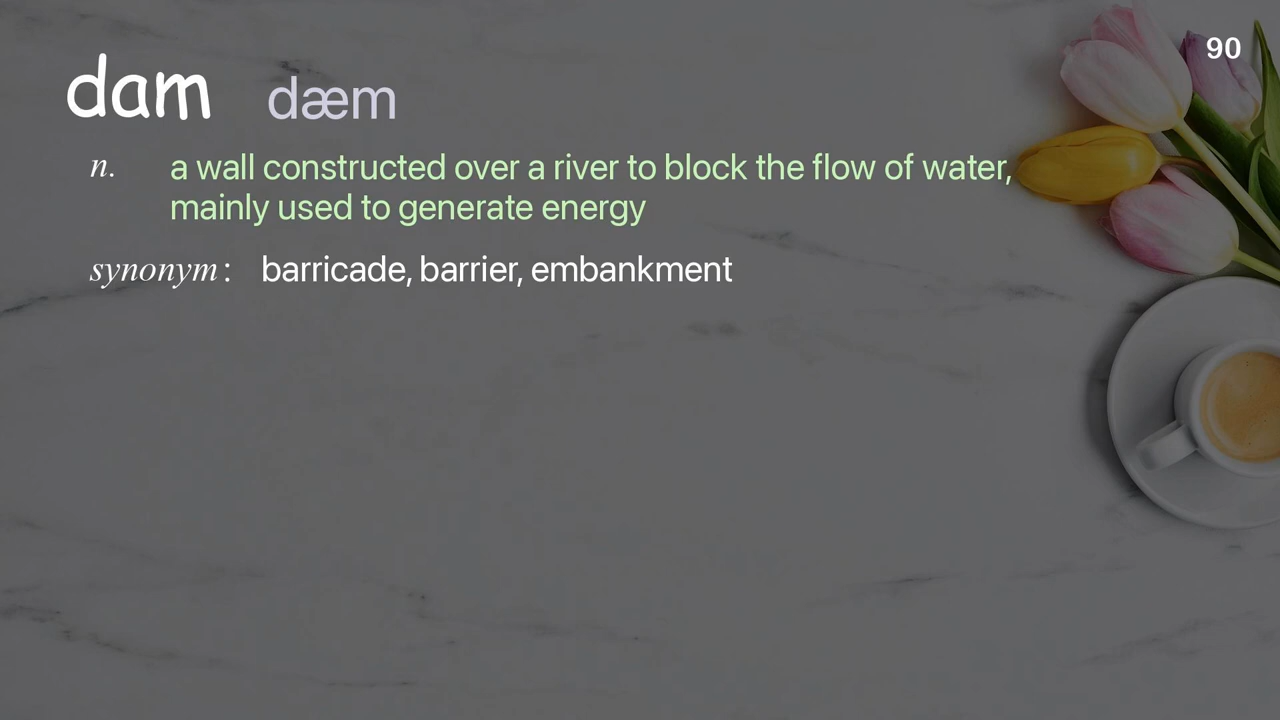 90
dam dæm
n. a wall constructed over a river to block the flow of water,
mainly used to generate energy
synonym: barricade, barrier, embankment